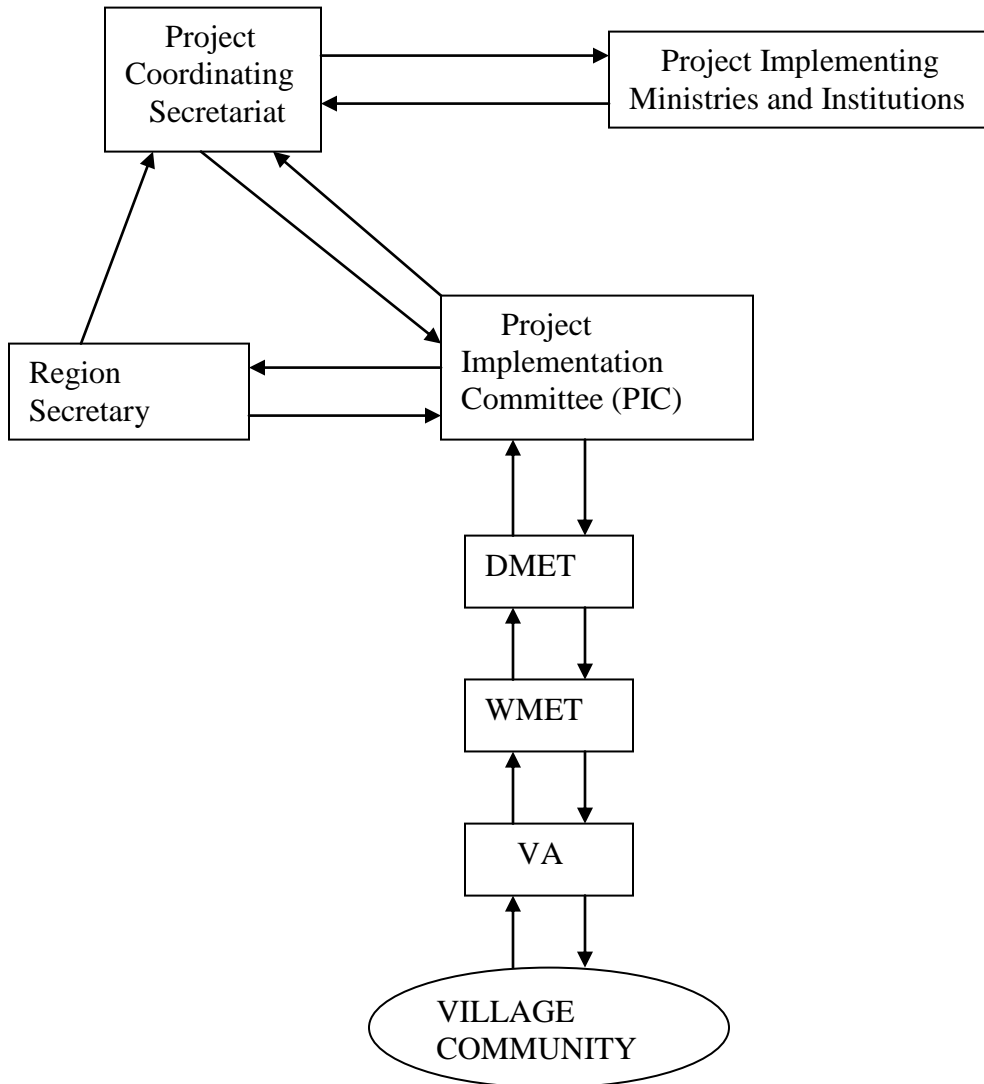 Project
Coordinating
Secretariat
Project Implementing
Ministries and Institutions
Project
Implementation
Committee (PIC)
Region
Secretary
DMET
WMET
VA
VILLAGE
COMMUNITY